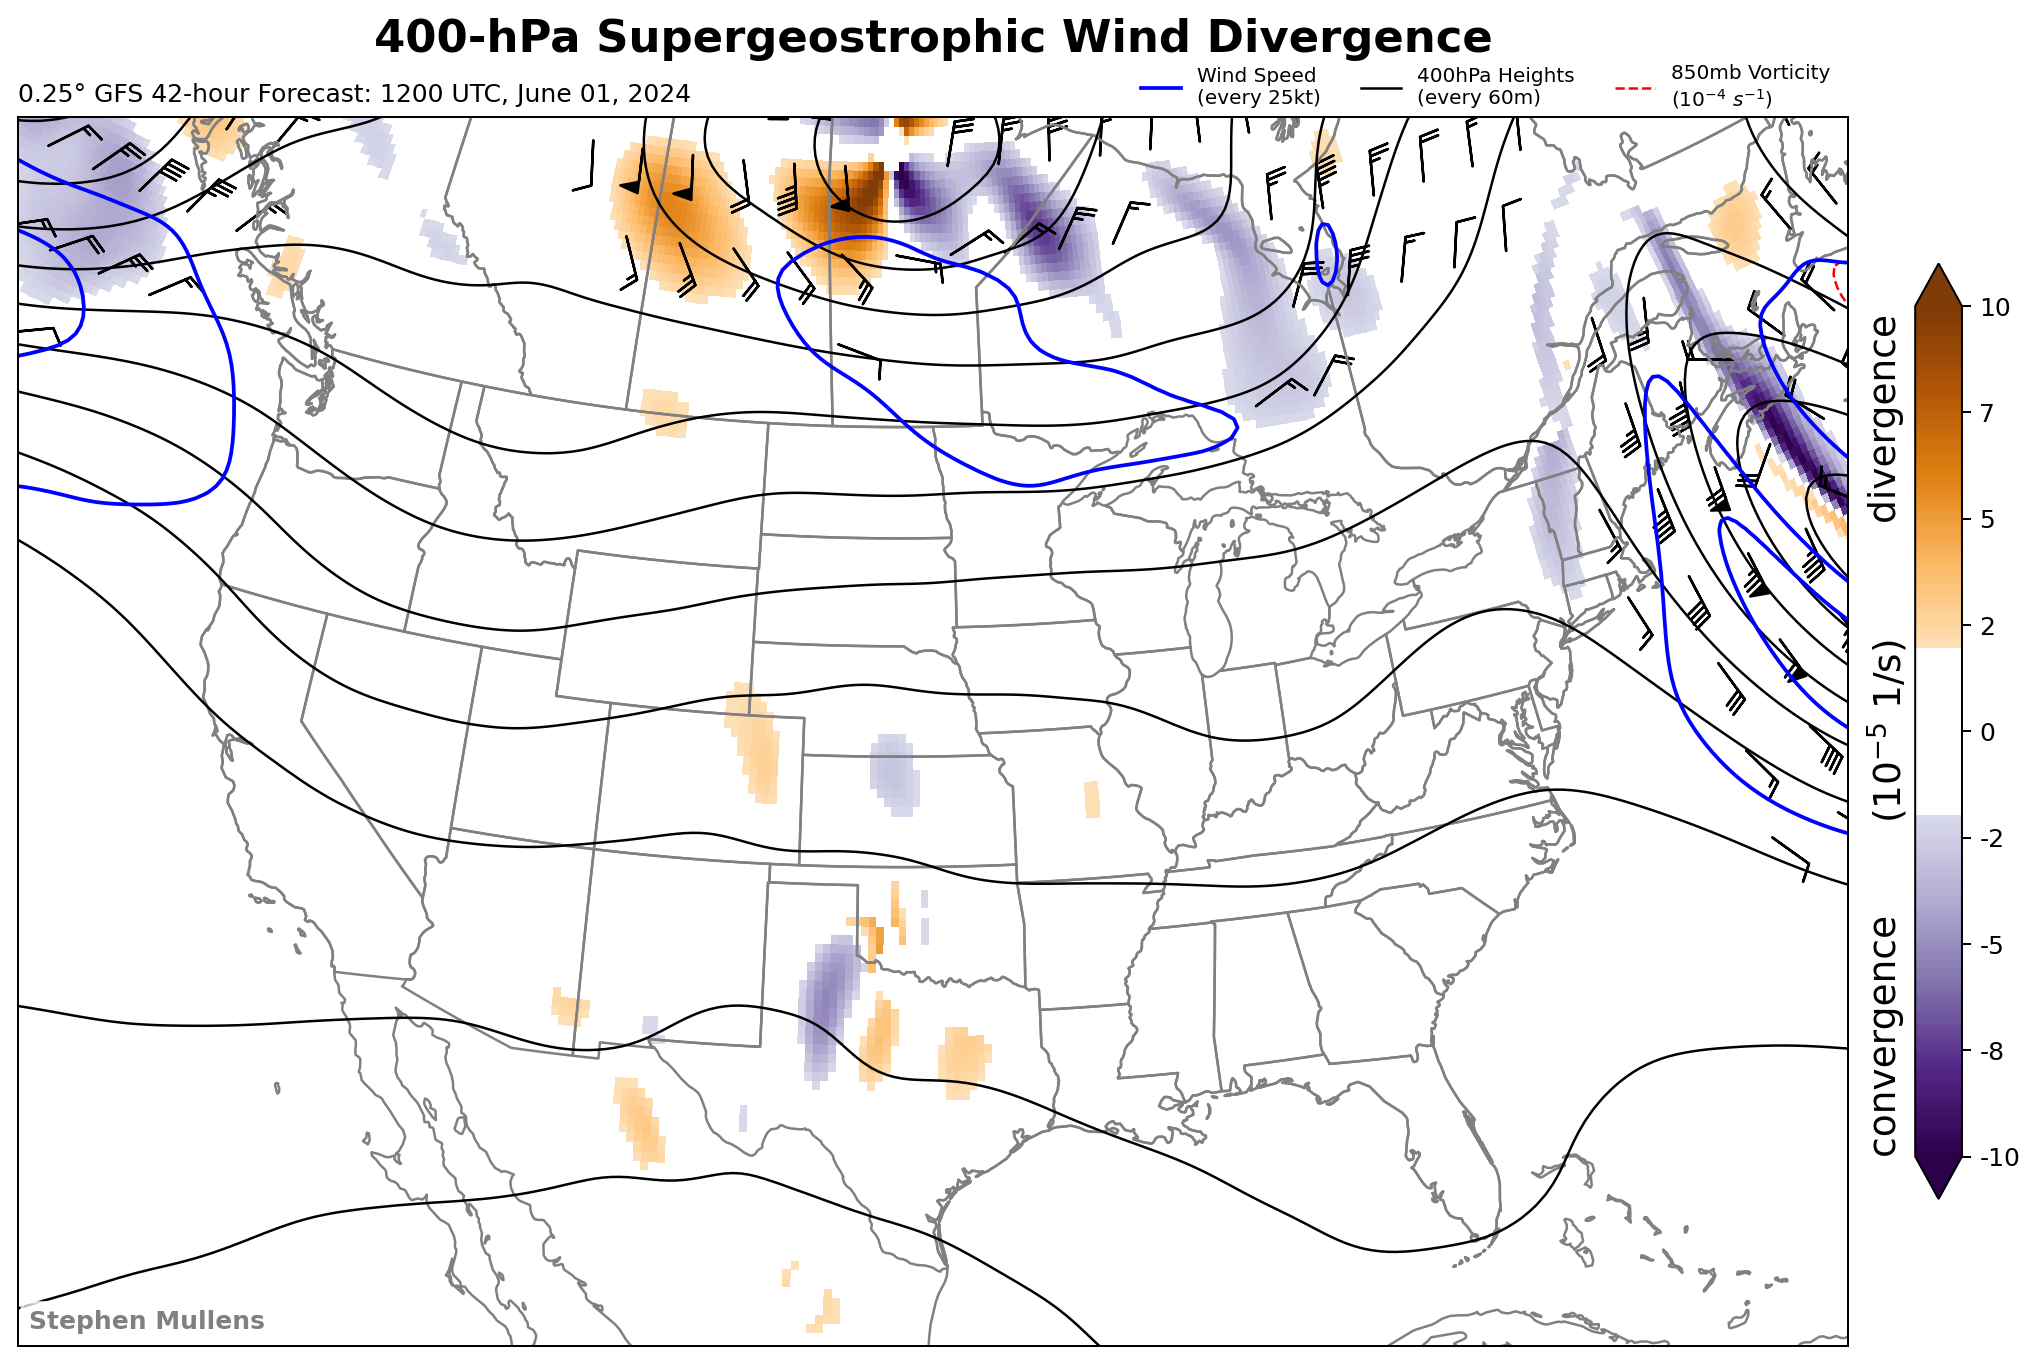 400-hPa Supergeostrophic Wind Divergence
0.25° GFS 42-hour Forecast: 1200 UTC, June 01, 2024
Wind Speed
(every 25kt)
400hPa Heights
(every 60m)
850mb Vorticity
(10⁻⁴ s⁻¹)
10
7
5
2
0
-2
-5
-8
-10
convergence (10⁻⁵ 1/s) divergence
Stephen Mullens